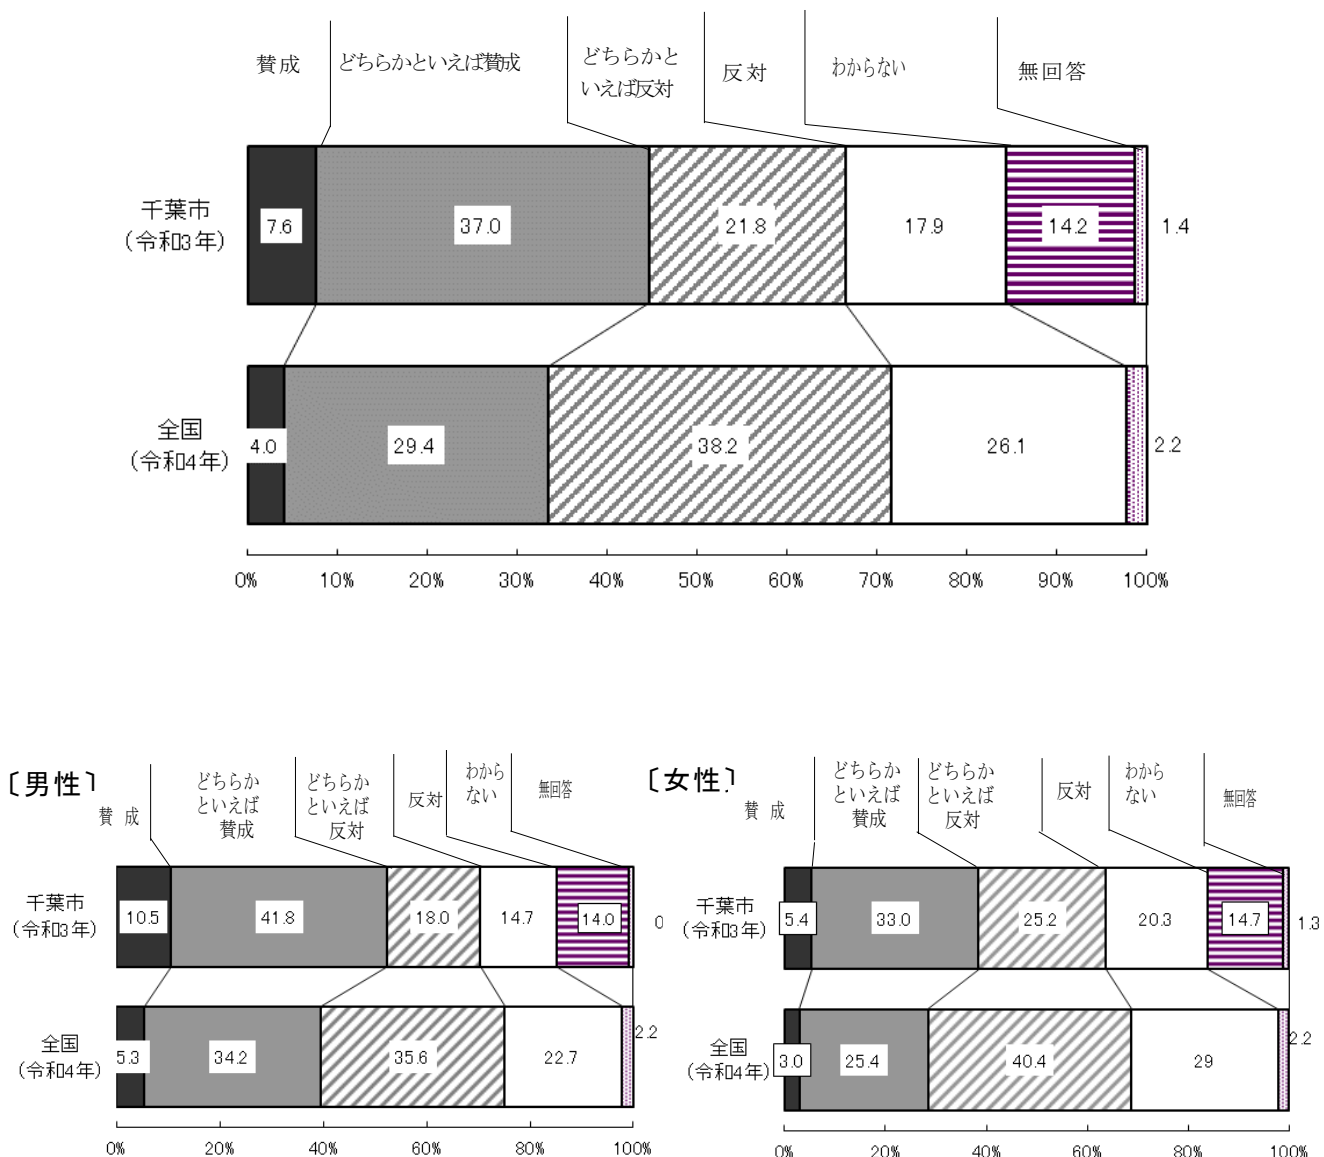 賛成
どちらかといえば賛成
どちらかと
いえば反対
反対
わからない
無回答
千葉市
(令和3年)
7.6
37.0
21.8
17.9
14.2
1.4
全国
(令和4年)
4.0
29.4
38.2
26.1
2.2
0% 10% 20% 30% 40% 50% 60% 70% 80% 90% 100%
〔男性〕
賛成
どちらか
といえば
賛成
どちらか
といえば
反対
反対
わから
ない
無回答
千葉市
(令和3年)
10.5
41.8
18.0
14.7
14.0
0
全国
(令和4年)
5.3
34.2
35.6
22.7
2.2
0% 20% 40% 60% 80% 100%
〔女性〕
賛成
どちらか
といえば
賛成
どちらか
といえば
反対
反対
わから
ない
無回答
千葉市
(令和3年)
5.4
33.0
25.2
20.3
14.7
1.3
全国
(令和4年)
3.0
25.4
40.4
29
2.2
0% 20% 40% 60% 80% 100%